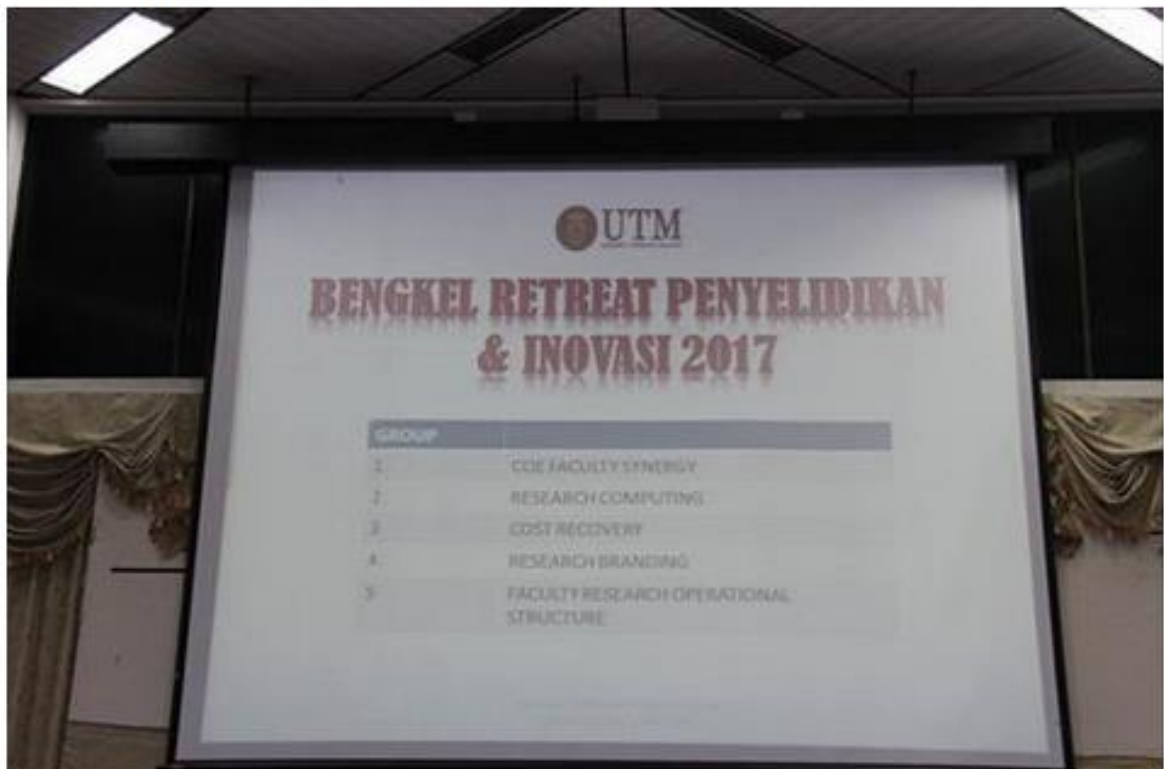 UTM
BENGKEL RETREAT PENYELIDIKAN
& INOVASI 2017
GROUP
1 COE FACULTY SYNERGY
2 RESEARCH COMPUTING
3 COST RECOVERY
4 RESEARCH BRANDING
5 FACULTY RESEARCH OPERATIONAL
STRUCTURE